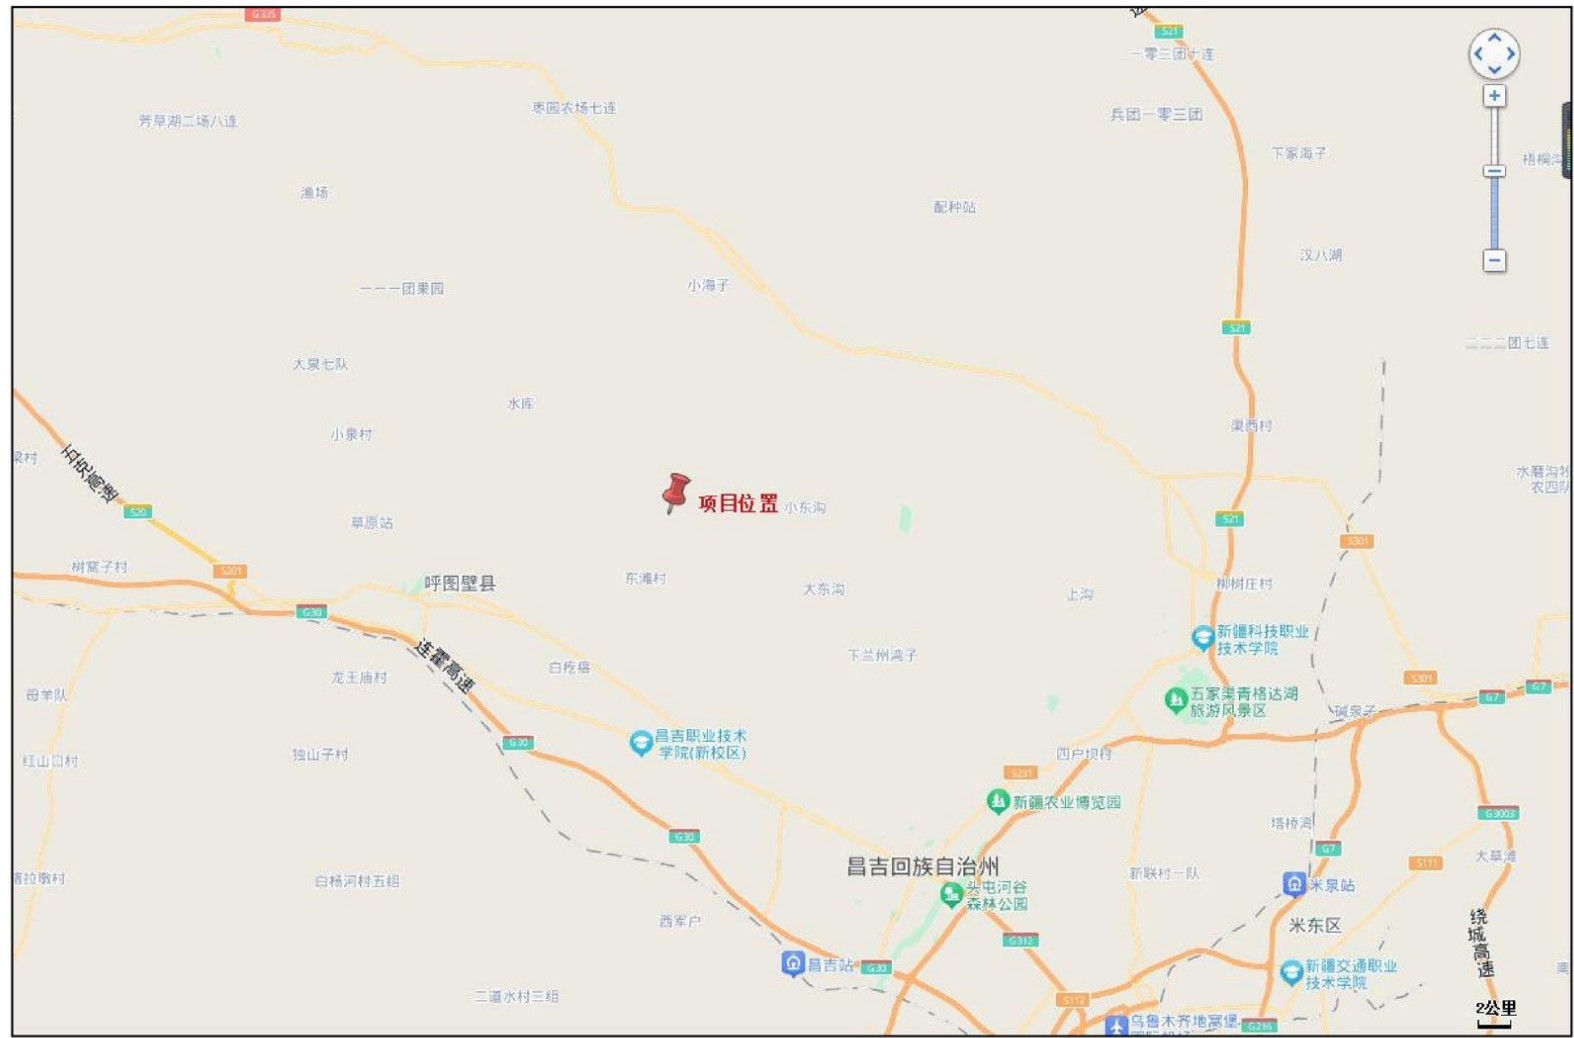 G335
S21
一零三团十连
枣园农场七连
芳草湖二场八连
兵团一零三团
下家海子
渔场
配种站
汉八湖
一一一团果园
小海子
S21
二二二团七连
大泉七队
水库
小泉村
渠西村
梁村
五克高速
水磨沟牧
农四队
项目位置
小东沟
S20
草原站
S21
S301
树窝子村
S201
呼图壁县
东滩村
大东沟
上沟
柳树庄村
G30
新疆科技职业
技术学院
连霍高速
白疙瘩
下兰州湾子
龙王庙村
母羊队
S301
G7
G7
五家渠青格达湖
旅游风景区
碱泉子
昌吉职业技术
学院(新校区)
G30
独山子村
红山口村
四户坝村
S231
新疆农业博览园
G3003
塔桥湾
G30
G7
大草滩
S111
昌吉回族自治州
新联村一队
喀拉墩村
白杨河村五组
头屯河谷
森林公园
米泉站
西军户
米东区
绕城高速
G312
昌吉站
G30
新疆交通职业
技术学院
二道水村三组
S112
2公里
乌鲁木齐地窝堡
G216